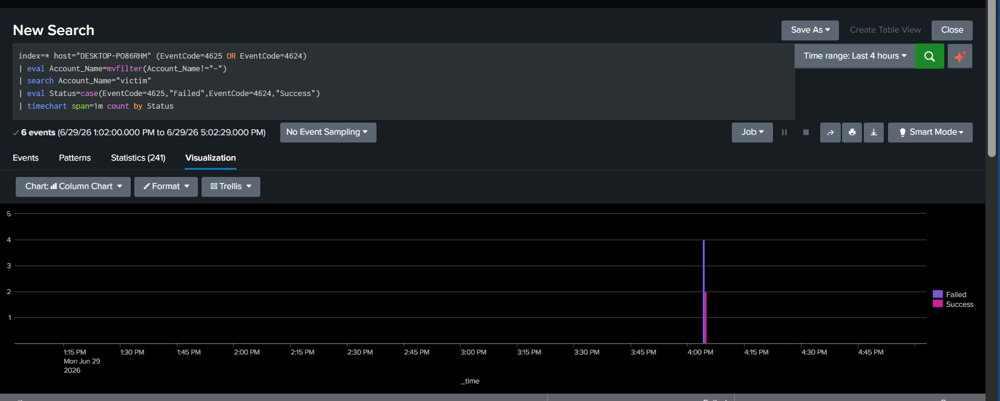 New Search
Save As
Create Table View
Close
index=* host="DESKTOP-PO86RHM" (EventCode=4625 OR EventCode=4624)
| eval Account_Name=mvfilter(Account_Name!="-")
| search Account_Name="victim"
| eval Status=case(EventCode=4625,"Failed",EventCode=4624,"Success")
| timechart span=1m count by Status
Time range: Last 4 hours
6 events (6/29/26 1:02:00.000 PM to 6/29/26 5:02:29.000 PM)
No Event Sampling
Job
Smart Mode
Events
Patterns
Statistics (241)
Visualization
Chart: Column Chart
Format
Trellis
5
4
3
2
1
Failed
Success
1:15 PM
Mon Jun 29
2026
1:30 PM
1:45 PM
2:00 PM
2:15 PM
2:30 PM
2:45 PM
3:00 PM
3:15 PM
3:30 PM
3:45 PM
4:00 PM
4:15 PM
4:30 PM
4:45 PM
_time